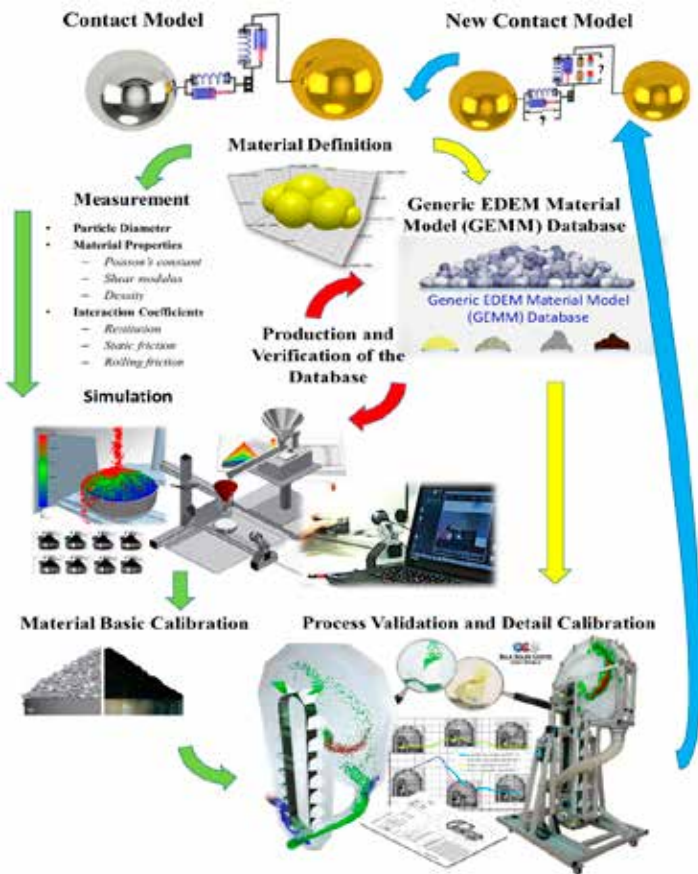 Contact Model
New Contact Model
?
?
Material Definition
Measurement
• Particle Diameter
• Material Properties
– Poisson's constant
– Shear modulus
– Density
• Interaction Coefficients
– Restitution
– Static friction
– Rolling friction
Generic EDEM Material
Model (GEMM) Database
Generic EDEM Material Model
(GEMM) Database
Production and
Verification of the
Database
Simulation
Material Basic Calibration
Process Validation and Detail Calibration